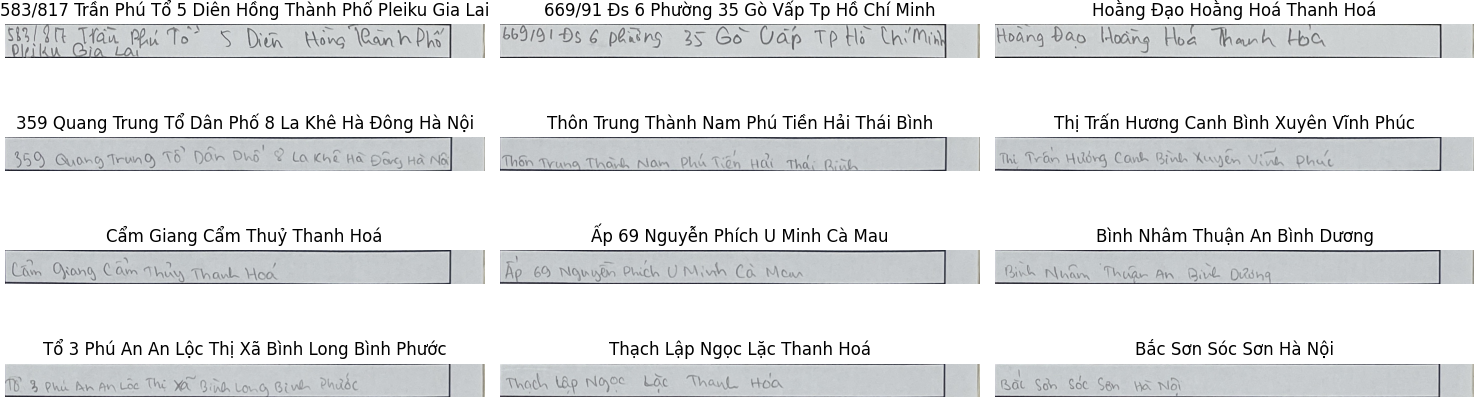 583/817 Trần Phú Tổ 5 Diên Hồng Thành Phố Pleiku Gia Lai
583/817 Trần Phú Tổ 5 Diên Hồng Thành Phố
Pleiku Gia Lai
669/91 Đs 6 Phường 35 Gò Vấp Tp Hồ Chí Minh
669/91 Đs 6 phường 35 Gò Vấp TP Hồ Chí Minh
Hoằng Đạo Hoằng Hoá Thanh Hoá
Hoằng Đạo Hoằng Hoá Thanh Hóa
359 Quang Trung Tổ Dân Phố 8 La Khê Hà Đông Hà Nội
359 Quang Trung Tổ Dân Phố 8 La Khê Hà Đông Hà Nội
Thôn Trung Thành Nam Phú Tiền Hải Thái Bình
Thôn Trung Thành Nam Phú Tiền Hải Thái Bình
Thị Trấn Hương Canh Bình Xuyên Vĩnh Phúc
Thị Trấn Hương Canh Bình Xuyên Vĩnh Phúc
Cẩm Giang Cẩm Thuỷ Thanh Hoá
Cẩm Giang Cẩm Thủy Thanh Hoá
Ấp 69 Nguyễn Phích U Minh Cà Mau
Ấp 69 Nguyễn Phích U Minh Cà Mau
Bình Nhâm Thuận An Bình Dương
Bình Nhâm Thuận An Bình Dương
Tổ 3 Phú An An Lộc Thị Xã Bình Long Bình Phước
Tổ 3 Phú An An Lộc Thị Xã Bình Long Bình Phước
Thạch Lập Ngọc Lặc Thanh Hoá
Thạch Lập Ngọc Lặc Thanh Hóa
Bắc Sơn Sóc Sơn Hà Nội
Bắc Sơn Sóc Sơn Hà Nội